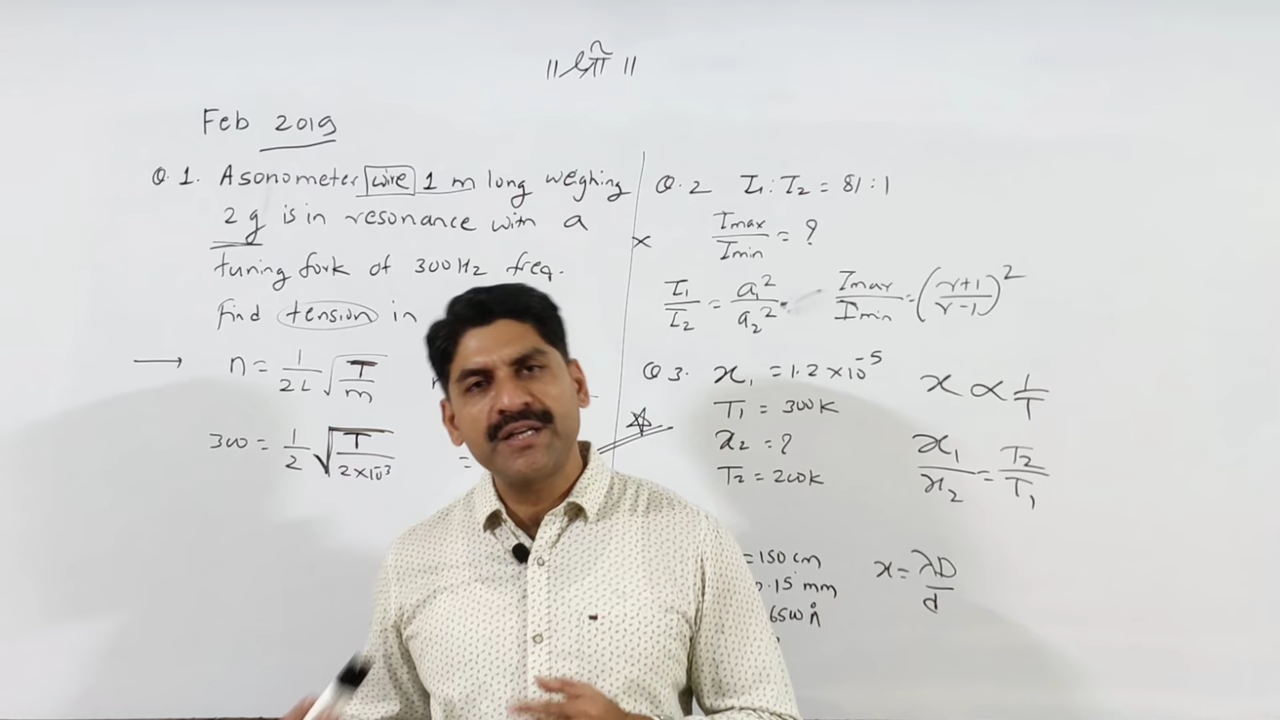 ॥ श्री ॥
Feb 2019
Q.1. A sonometer wire 1 m long weighing
2 g is in resonance with a
tuning fork of 300 Hz freq.
find tension in
→ n = 1/2L √T/m
300 = 1/2 √T/2×10⁻³ =
Q.2 I₁ : I₂ = 81 : 1
Imax/Imin = ?
I₁/I₂ = a₁²/a₂² Imax/Imin = (r+1/r-1)²
Q3. x₁ = 1.2 × 10⁻⁵ x ∝ 1/T
T₁ = 300K
x₂ = ? x₁/x₂ = T₂/T₁
T₂ = 200K
= 150 cm x = λD/d
.15 mm
6500 Å